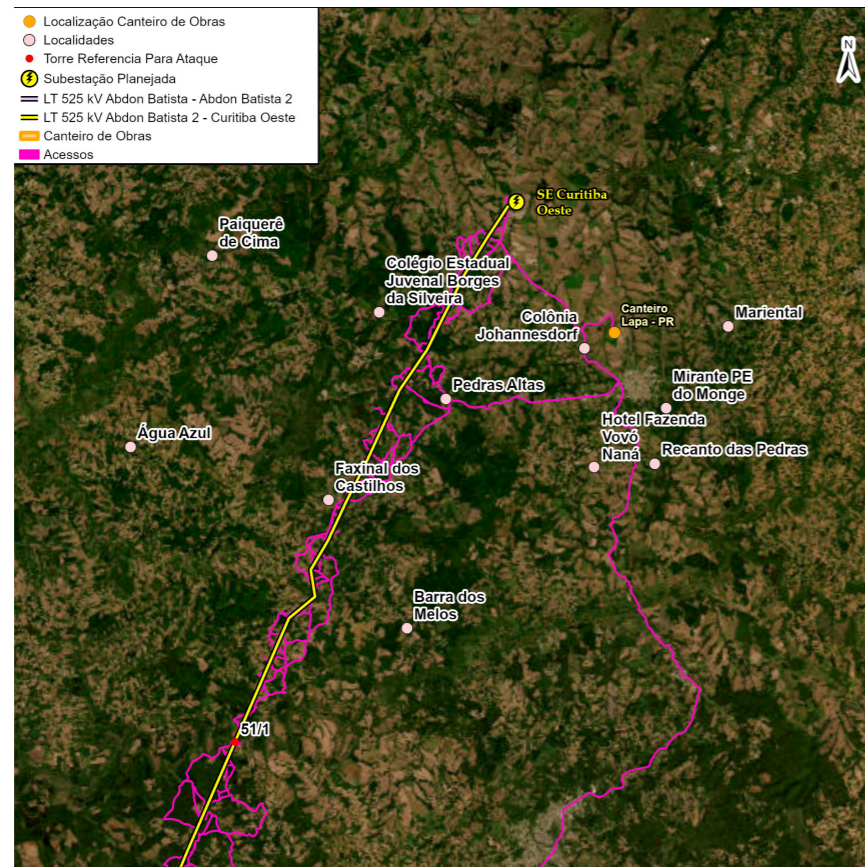 Localização Canteiro de Obras
Localidades
Torre Referencia Para Ataque
Subestação Planejada
LT 525 kV Abdon Batista - Abdon Batista 2
LT 525 kV Abdon Batista 2 - Curitiba Oeste
Canteiro de Obras
Acessos
N
SE Curitiba
Oeste
Paiquerê
de Cima
Colégio Estadual
Juvenal Borges
da Silveira
Canteiro
Lapa - PR
Colônia
Johannesdorf
Mariental
Pedras Altas
Mirante PE
do Monge
Hotel Fazenda
Vovó
Naná
Água Azul
Recanto das Pedras
Faxinal dos
Castilhos
Barra dos
Melos
51/1